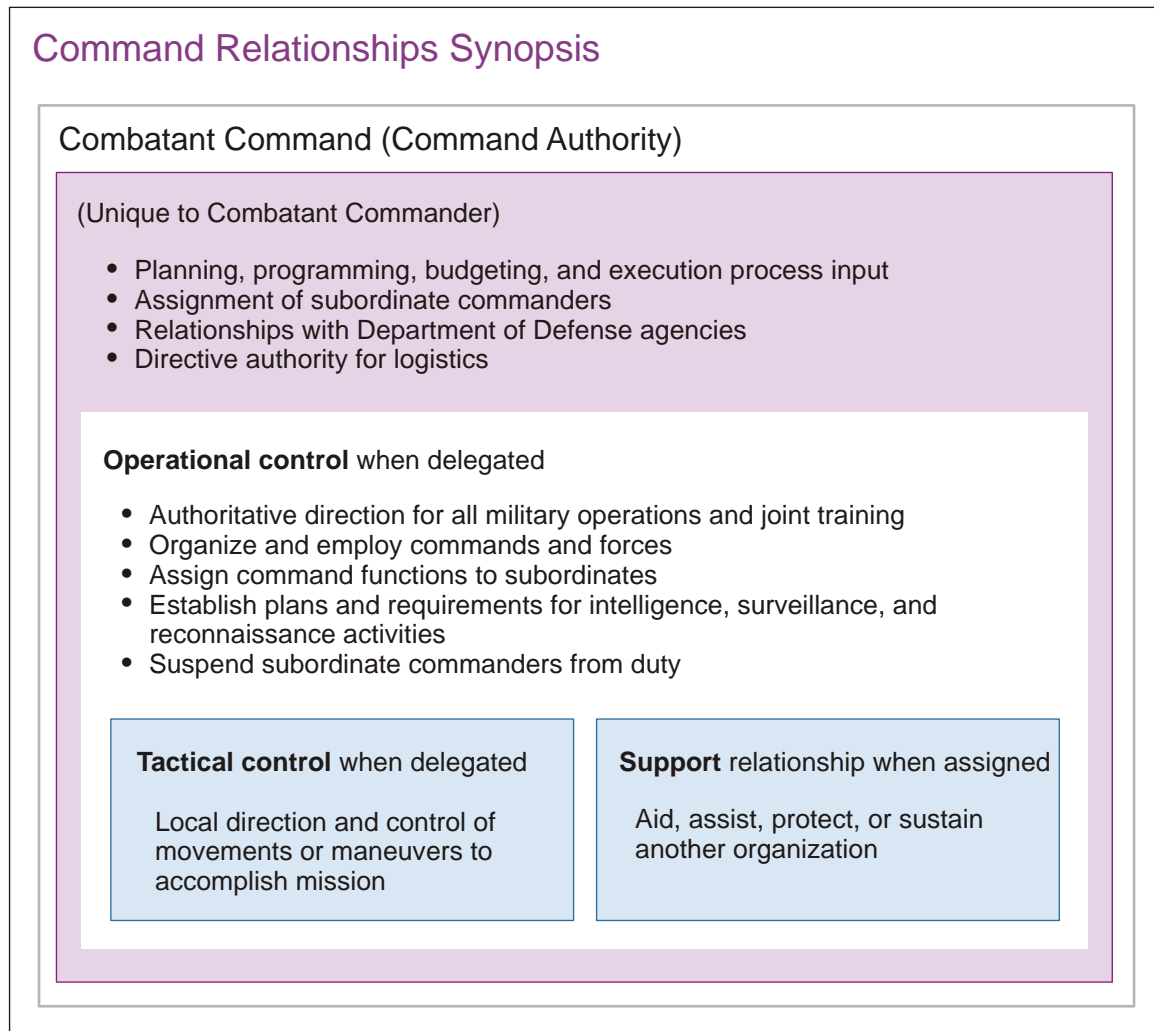 Command Relationships Synopsis
Combatant Command (Command Authority)
(Unique to Combatant Commander)
• Planning, programming, budgeting, and execution process input
• Assignment of subordinate commanders
• Relationships with Department of Defense agencies
• Directive authority for logistics
Operational control when delegated
• Authoritative direction for all military operations and joint training
• Organize and employ commands and forces
• Assign command functions to subordinates
• Establish plans and requirements for intelligence, surveillance, and
reconnaissance activities
• Suspend subordinate commanders from duty
Tactical control when delegated
Local direction and control of
movements or maneuvers to
accomplish mission
Support relationship when assigned
Aid, assist, protect, or sustain
another organization